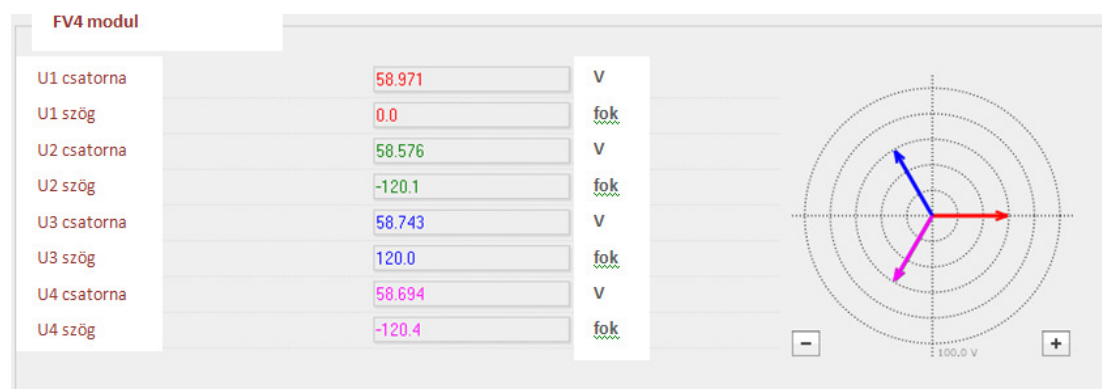 FV4 modul
U1 csatorna 58.971 V
U1 szög 0.0 fok
U2 csatorna 58.576 V
U2 szög -120.1 fok
U3 csatorna 58.743 V
U3 szög 120.0 fok
U4 csatorna 58.694 V
U4 szög -120.4 fok
- +
100.0 V